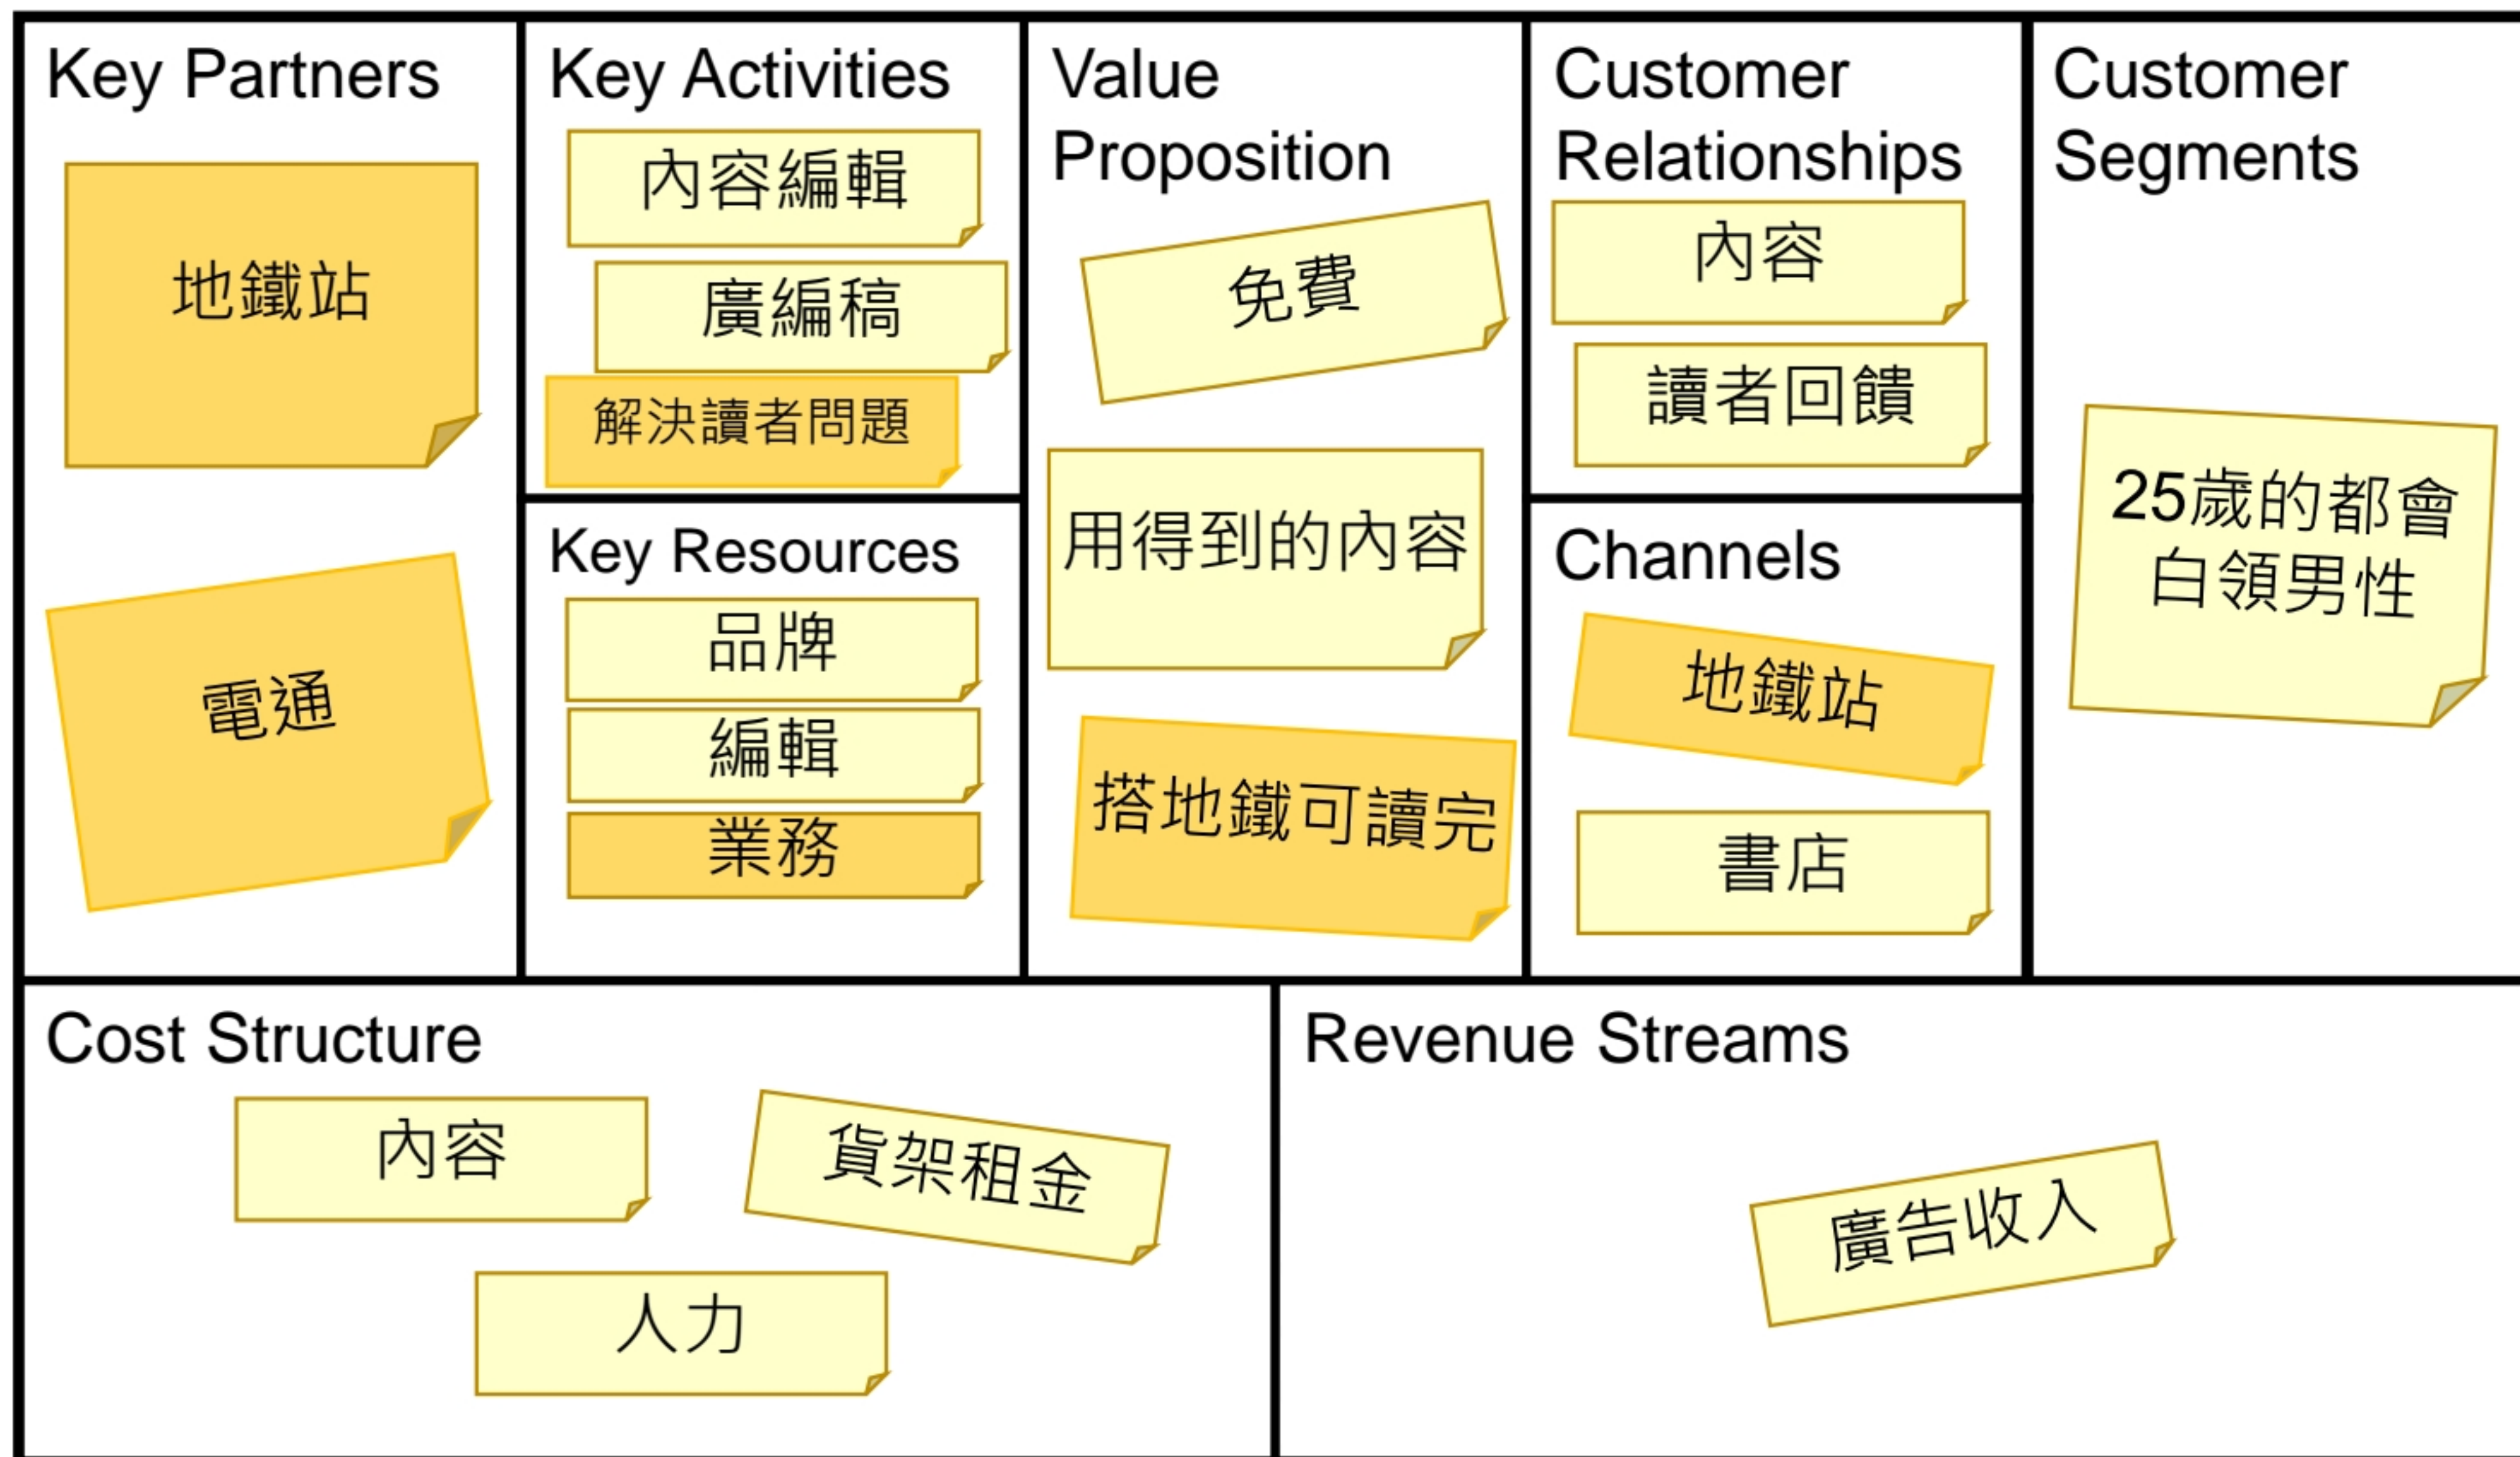 Key Partners
地鐵站
電通
Key Activities
內容編輯
廣編稿
解決讀者問題
Key Resources
品牌
編輯
業務
Value
Proposition
免費
用得到的內容
搭地鐵可讀完
Customer
Relationships
內容
讀者回饋
Channels
地鐵站
書店
Customer
Segments
25歲的都會
白領男性
Cost Structure
內容
貨架租金
人力
Revenue Streams
廣告收入